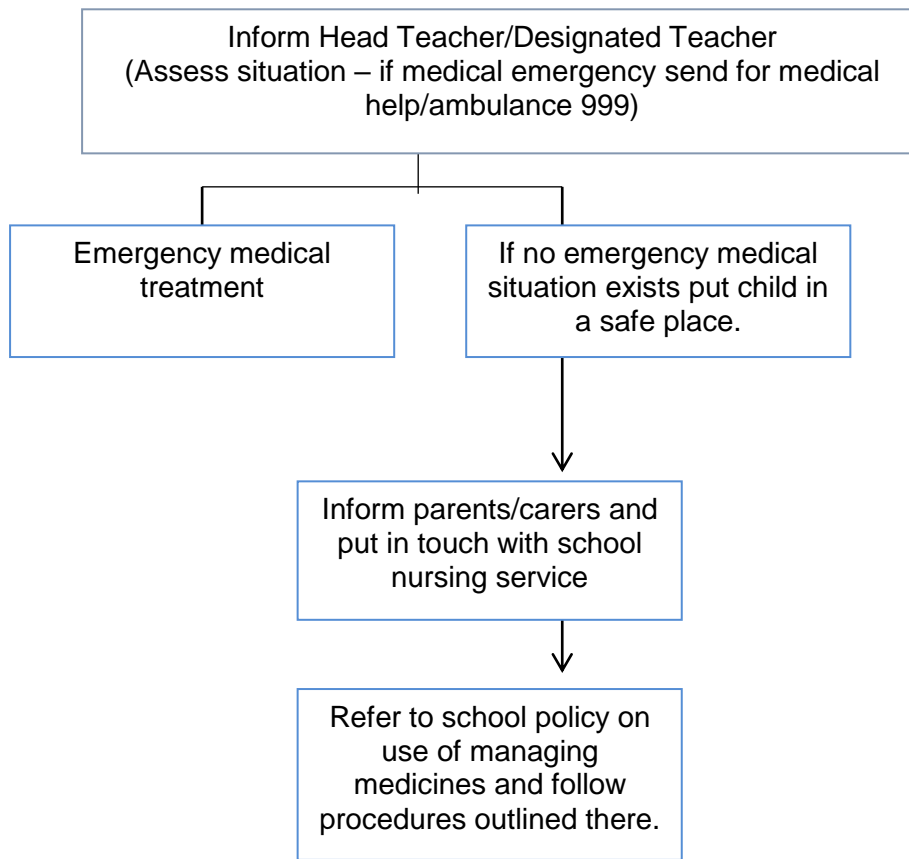 Inform Head Teacher/Designated Teacher
(Assess situation – if medical emergency send for medical
help/ambulance 999)
Emergency medical
treatment
If no emergency medical
situation exists put child in
a safe place.
Inform parents/carers and
put in touch with school
nursing service
Refer to school policy on
use of managing
medicines and follow
procedures outlined there.